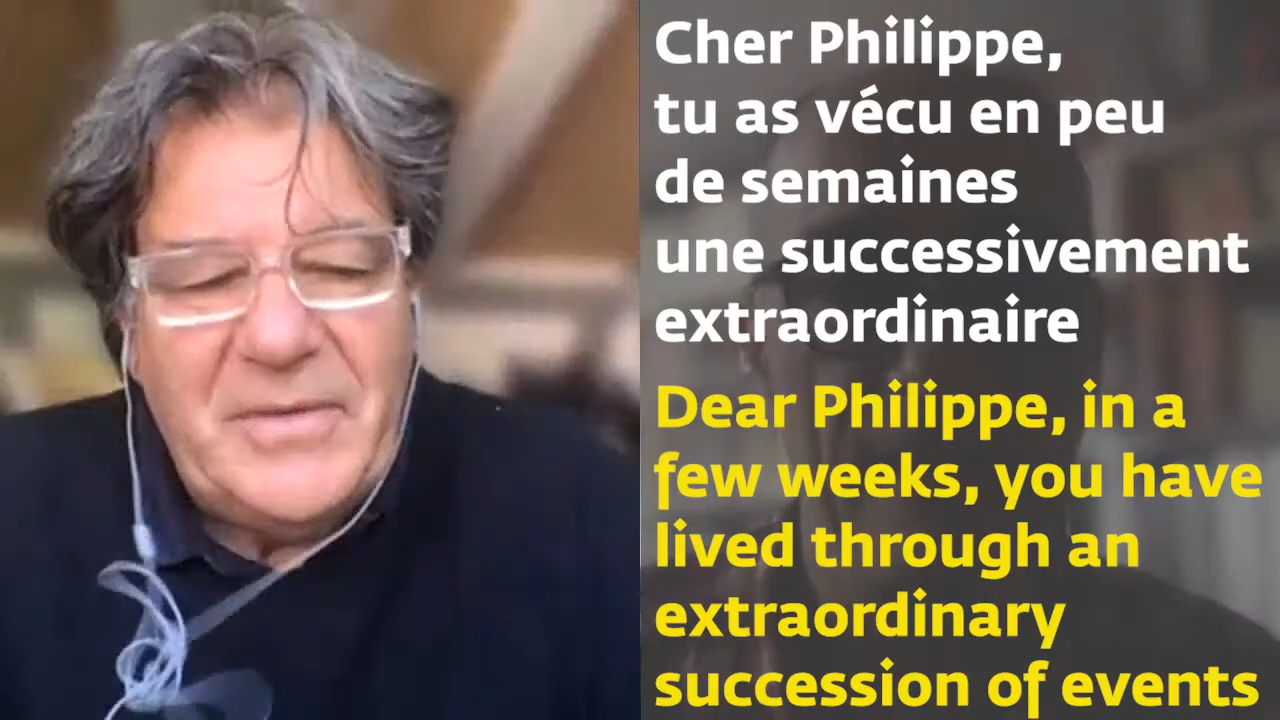 Cher Philippe,
tu as vécu en peu
de semaines
une successivement
extraordinaire
Dear Philippe, in a
few weeks, you have
lived through an
extraordinary
succession of events